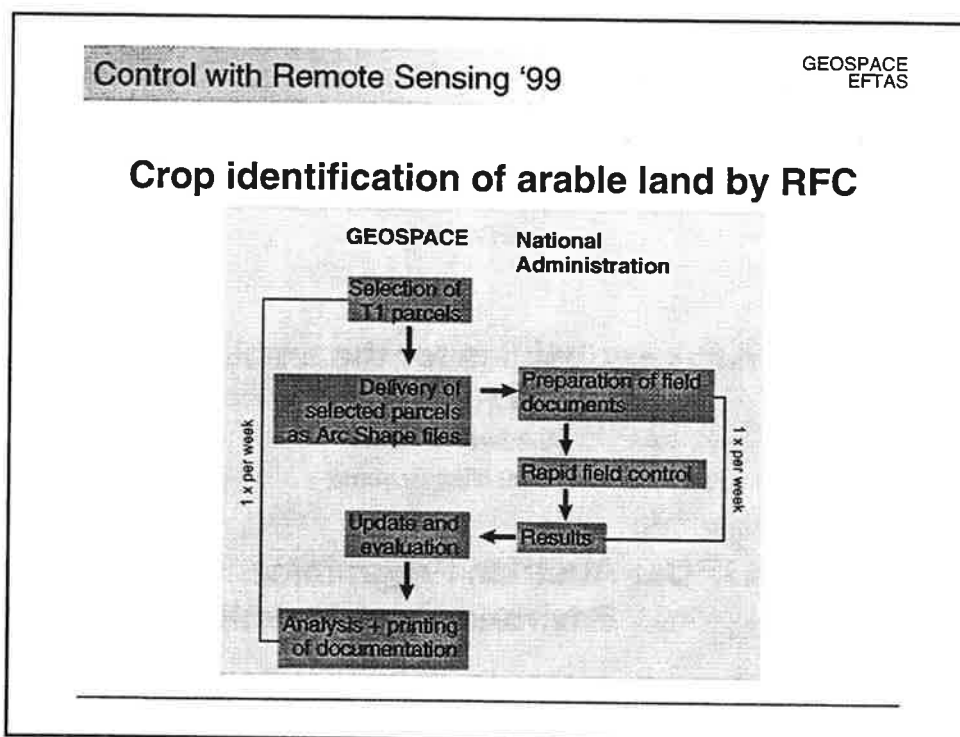 Control with Remote Sensing '99
GEOSPACE
EFTAS
Crop identification of arable land by RFC
GEOSPACE
National
Administration
Selection of
T1 parcels
Delivery of
selected parcels
as Arc Shape files
Preparation of field
documents
Rapid field control
Results
Update and
evaluation
Analysis + printing
of documentation
1 x per week
1 x per week